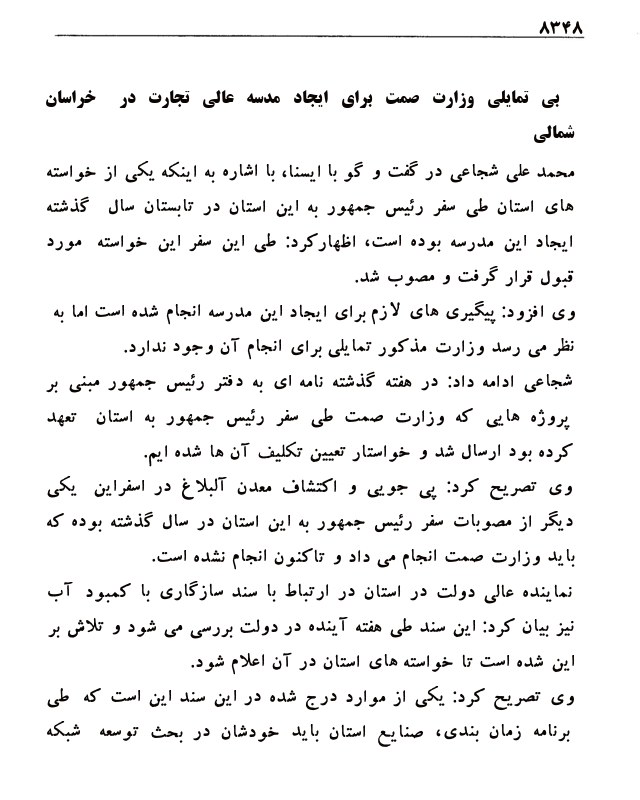 ۸۳۴۸
بی تمایلی وزارت صمت برای ایجاد مدسه عالی تجارت در خراسان
شمالی
محمد علی شجاعی در گفت و گو با ایسنا، با اشاره به اینکه یکی از خواسته
های استان طی سفر رئیس جمهور به این استان در تابستان سال گذشته
ایجاد این مدرسه بوده است، اظهارکرد: طی این سفر این خواسته مورد
قبول قرار گرفت و مصوب شد.
وی افزود: پیگیری های لازم برای ایجاد این مدرسه انجام شده است اما به
نظر می رسد وزارت مذکور تمایلی برای انجام آن وجود ندارد.
شجاعی ادامه داد: در هفته گذشته نامه ای به دفتر رئیس جمهور مبنی بر
پروژه هایی که وزارت صمت طی سفر رئیس جمهور به استان تعهد
کرده بود ارسال شد و خواستار تعیین تکلیف آن ها شده ایم.
وی تصریح کرد: پی جویی و اکتشاف معدن آلبلاغ در اسفراین یکی
دیگر از مصوبات سفر رئیس جمهور به این استان در سال گذشته بوده که
باید وزارت صمت انجام می داد و تاکنون انجام نشده است.
نماینده عالی دولت در استان در ارتباط با سند سازگاری با کمبود آب
نیز بیان کرد: این سند طی هفته آینده در دولت بررسی می شود و تلاش بر
این شده است تا خواسته های استان در آن اعلام شود.
وی تصریح کرد: یکی از موارد درج شده در این سند این است که طی
برنامه زمان بندی، صنایع استان باید خودشان در بحث توسعه شبکه